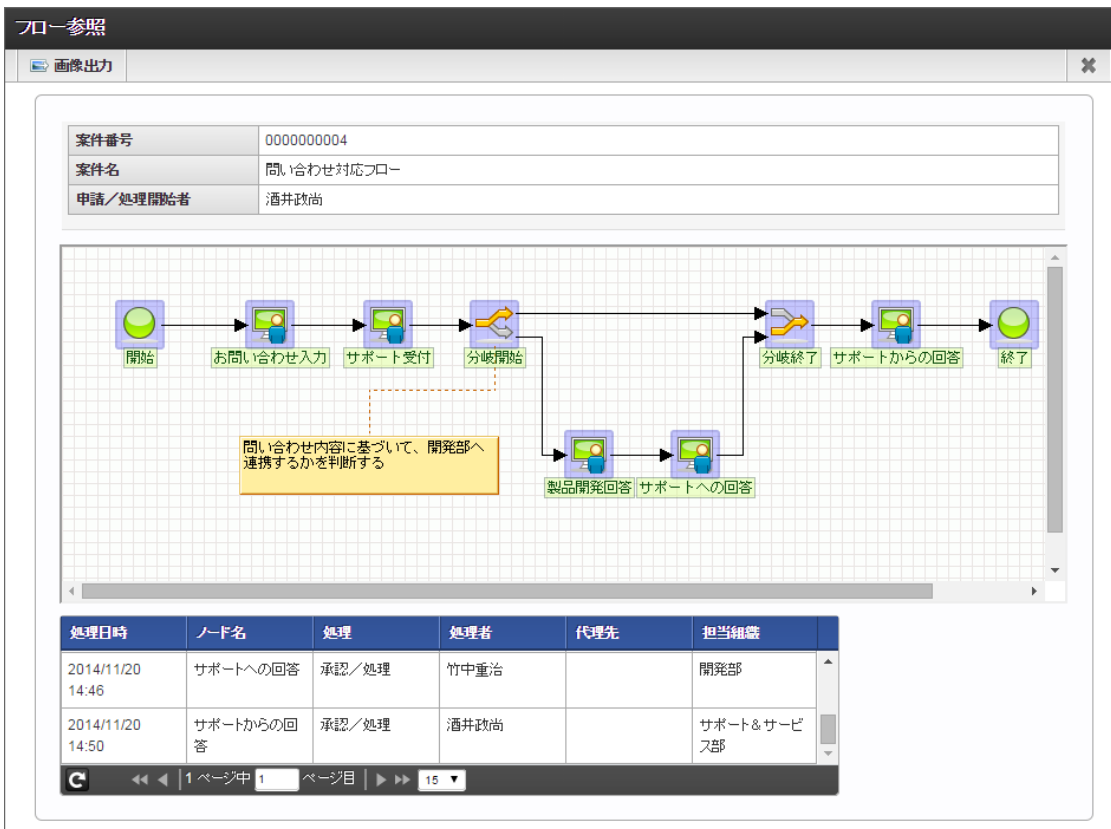 フロー参照
画像出力
案件番号 0000000004
案件名 問い合わせ対応フロー
申請／処理開始者 酒井政尚
開始
お問い合わせ入力
サポート受付
分岐開始
分岐終了
サポートからの回答
終了
問い合わせ内容に基づいて、開発部へ
連携するかを判断する
製品開発回答
サポートへの回答
処理日時 ノード名 処理 処理者 代理先 担当組織
2014/11/20 サポートへの回答 承認／処理 竹中重治 開発部
14:46
2014/11/20 サポートからの回 承認／処理 酒井政尚 サポート＆サービ
14:50 答 ス部
1 ページ中 1 ページ目 15